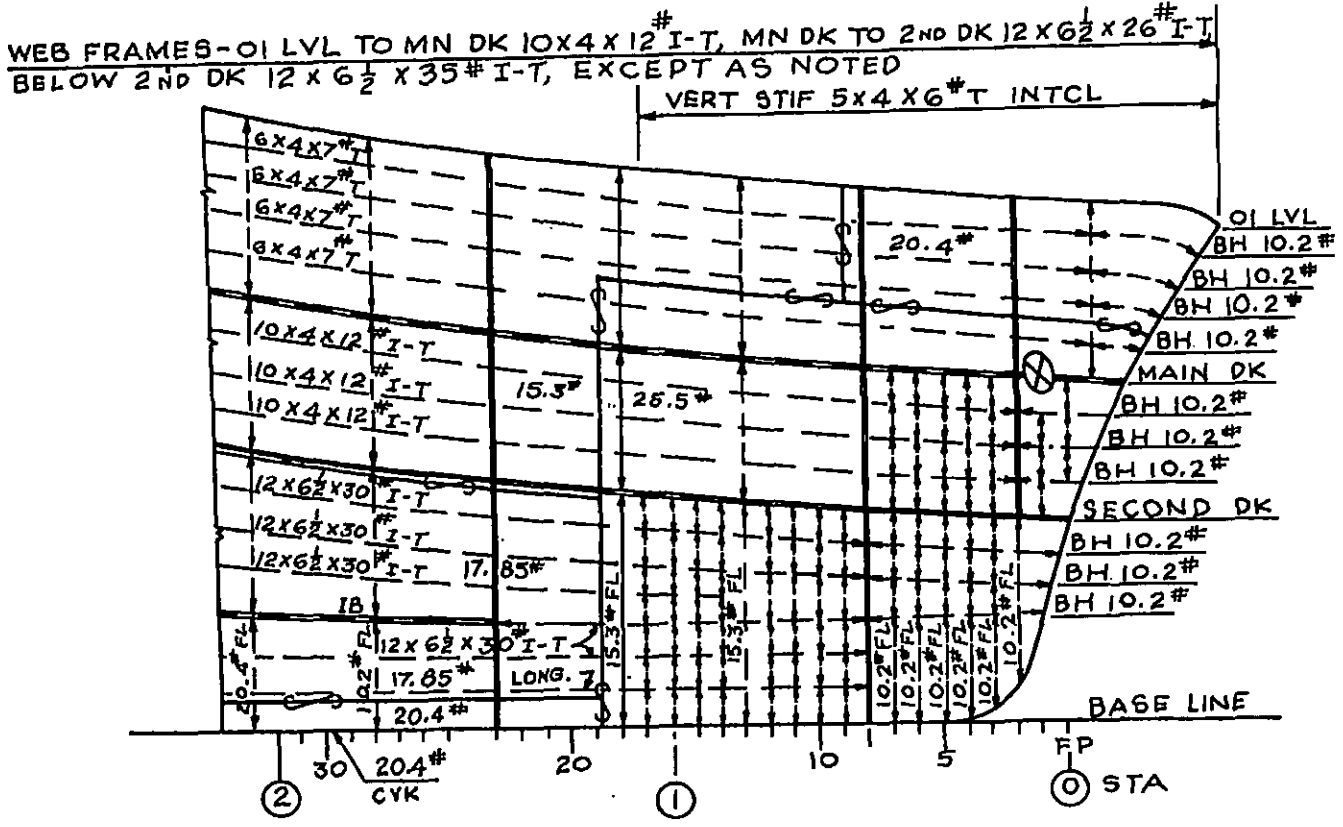 WEB FRAMES-01 LVL TO MN DK 10X4X12# I-T, MN DK TO 2ND DK 12X6½X26# I-T,
BELOW 2ND DK 12X6½X35# I-T, EXCEPT AS NOTED
VERT STIF 5X4X6# T INTCL
6X4X7# T
6X4X7# T
6X4X7# T
6X4X7# T
20.4#
01 LVL
BH 10.2#
BH 10.2#
BH 10.2#
BH 10.2#
MAIN DK
10X4X12# I-T
10X4X12# I-T
10X4X12# I-T
15.3#
25.5#
BH 10.2#
BH 10.2#
BH 10.2#
SECOND DK
12X6½X30# I-T
12X6½X30# I-T
12X6½X30# I-T
17.85#
BH 10.2#
BH 10.2#
BH 10.2#
IB
20.4# FL
10.2# FL
12X6½X30# I-T
LONG. 7
17.85#
20.4#
15.3# FL
15.3# FL
10.2# FL
10.2# FL
10.2# FL
10.2# FL
10.2# FL
10.2# FL
BASE LINE
30
20
10
5
FP
20.4#
CVK
2
1
0 STA